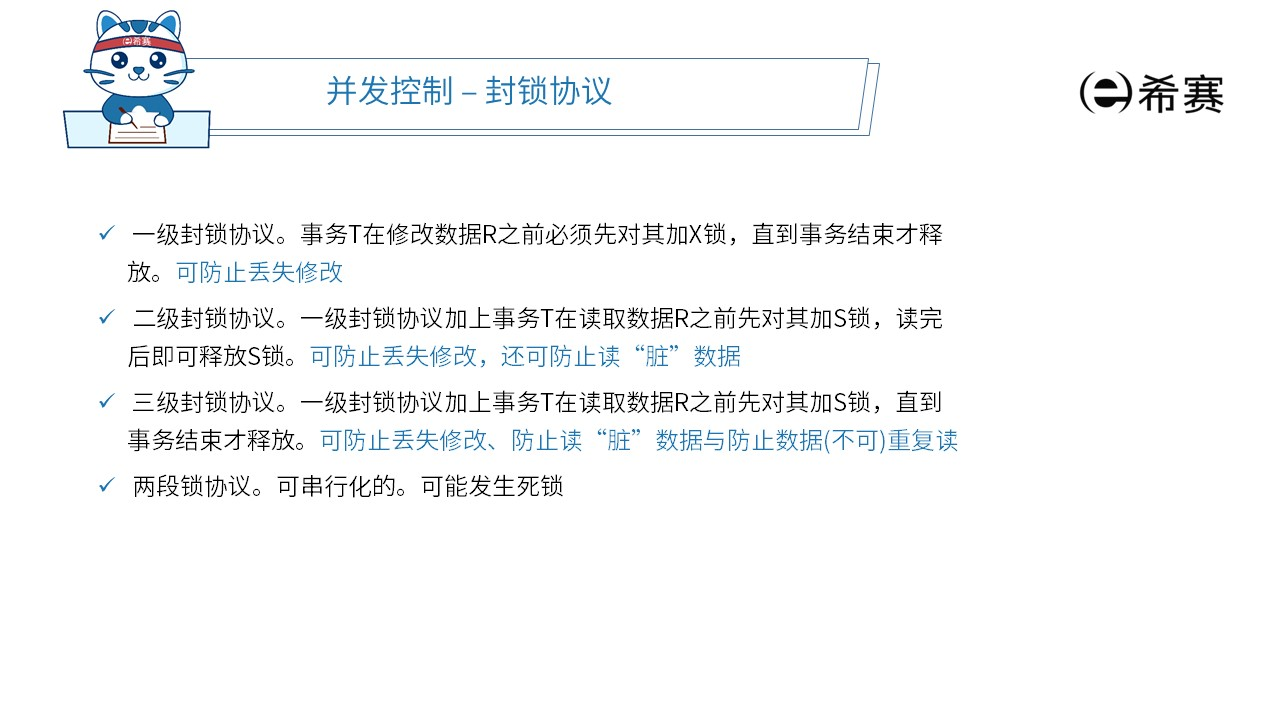 希赛
并发控制 – 封锁协议
希赛
一级封锁协议。事务T在修改数据R之前必须先对其加X锁，直到事务结束才释
放。可防止丢失修改
二级封锁协议。一级封锁协议加上事务T在读取数据R之前先对其加S锁，读完
后即可释放S锁。可防止丢失修改，还可防止读“脏”数据
三级封锁协议。一级封锁协议加上事务T在读取数据R之前先对其加S锁，直到
事务结束才释放。可防止丢失修改、防止读“脏”数据与防止数据(不可)重复读
两段锁协议。可串行化的。可能发生死锁